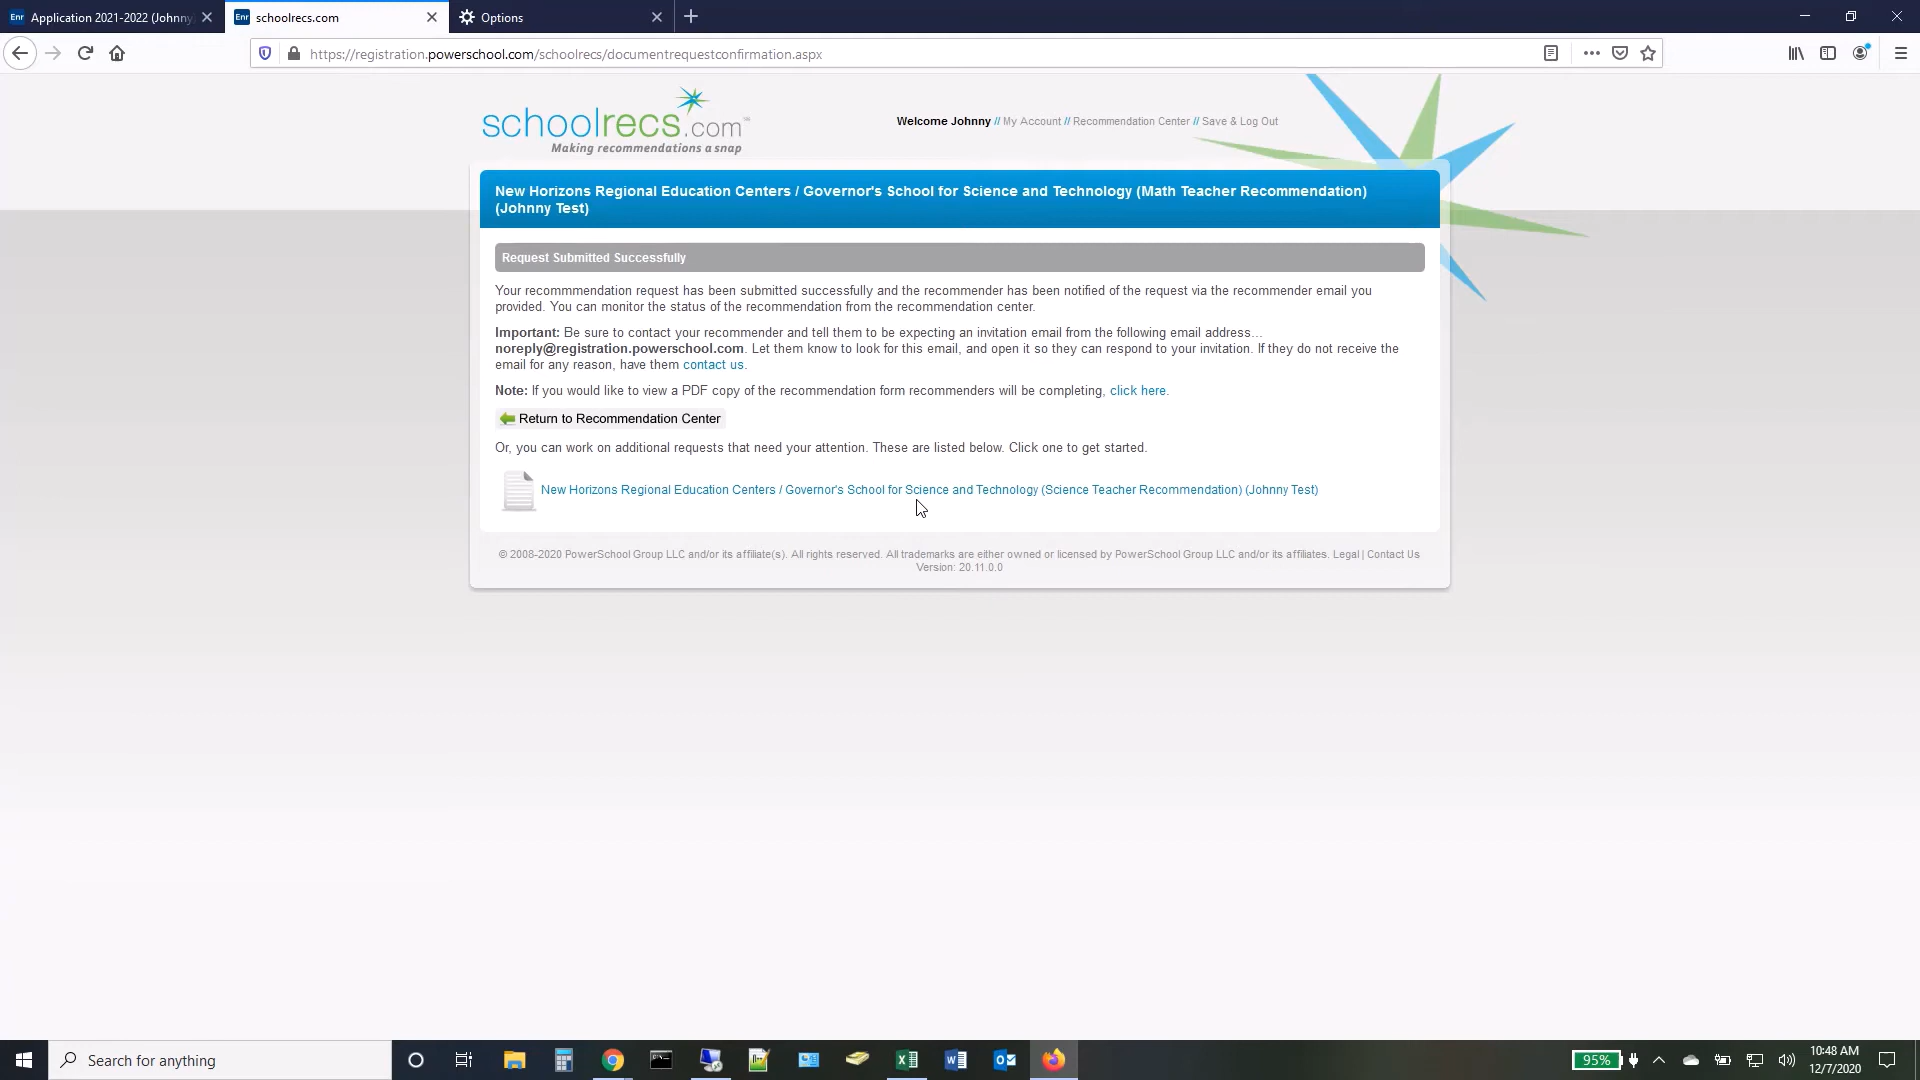 Enr Application 2021-2022 (Johnny
Enr schoolrecs.com
Options
https://registration.powerschool.com/schoolrecs/documentrequestconfirmation.aspx
schoolrecs.com™
Making recommendations a snap
Welcome Johnny // My Account // Recommendation Center // Save & Log Out
New Horizons Regional Education Centers / Governor's School for Science and Technology (Math Teacher Recommendation)
(Johnny Test)
Request Submitted Successfully
Your recommmendation request has been submitted successfully and the recommender has been notified of the request via the recommender email you
provided. You can monitor the status of the recommendation from the recommendation center.
Important: Be sure to contact your recommender and tell them to be expecting an invitation email from the following email address...
noreply@registration.powerschool.com. Let them know to look for this email, and open it so they can respond to your invitation. If they do not receive the
email for any reason, have them contact us.
Note: If you would like to view a PDF copy of the recommendation form recommenders will be completing, click here.
Return to Recommendation Center
Or, you can work on additional requests that need your attention. These are listed below. Click one to get started.
New Horizons Regional Education Centers / Governor's School for Science and Technology (Science Teacher Recommendation) (Johnny Test)
© 2008-2020 PowerSchool Group LLC and/or its affiliate(s). All rights reserved. All trademarks are either owned or licensed by PowerSchool Group LLC and/or its affiliates. Legal | Contact Us
Version: 20.11.0.0
Search for anything
95%
10:48 AM
12/7/2020